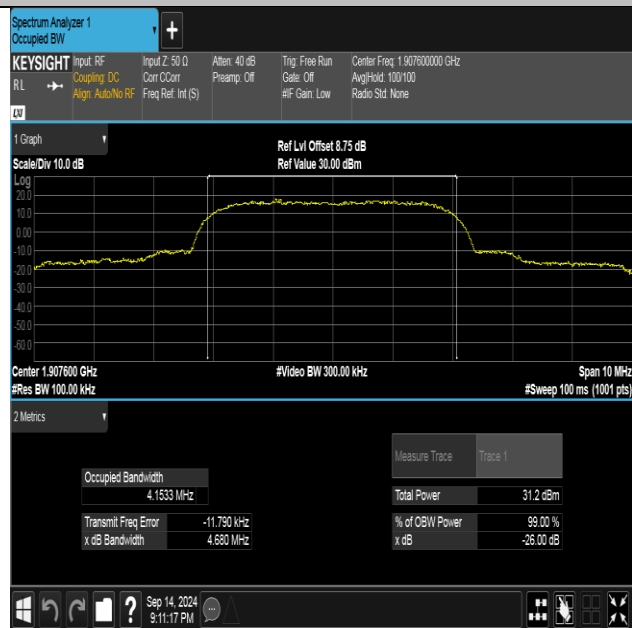 Spectrum Analyzer 1
Occupied BW
+
KEYSIGHT
RL
LXI
Input: RF
Coupling: DC
Align: Auto/No RF
Input Z: 50 Ω
Corr CCorr
Freq Ref: Int (S)
Atten: 40 dB
Preamp: Off
Trig: Free Run
Gate: Off
#IF Gain: Low
Center Freq: 1.907600000 GHz
Avg|Hold: 100/100
Radio Std: None
1 Graph
Scale/Div 10.0 dB
Ref Lvl Offset 8.75 dB
Ref Value 30.00 dBm
Log
20.0
10.0
0.00
-10.0
-20.0
-30.0
-40.0
-50.0
-60.0
Center 1.907600 GHz
#Video BW 300.00 kHz
Span 10 MHz
#Res BW 100.00 kHz
#Sweep 100 ms (1001 pts)
2 Metrics
Measure Trace
Trace 1
Occupied Bandwidth
4.1533 MHz
Total Power
31.2 dBm
Transmit Freq Error
-11.790 kHz
% of OBW Power
99.00 %
x dB Bandwidth
4.680 MHz
x dB
-26.00 dB
?
Sep 14, 2024
9:11:17 PM